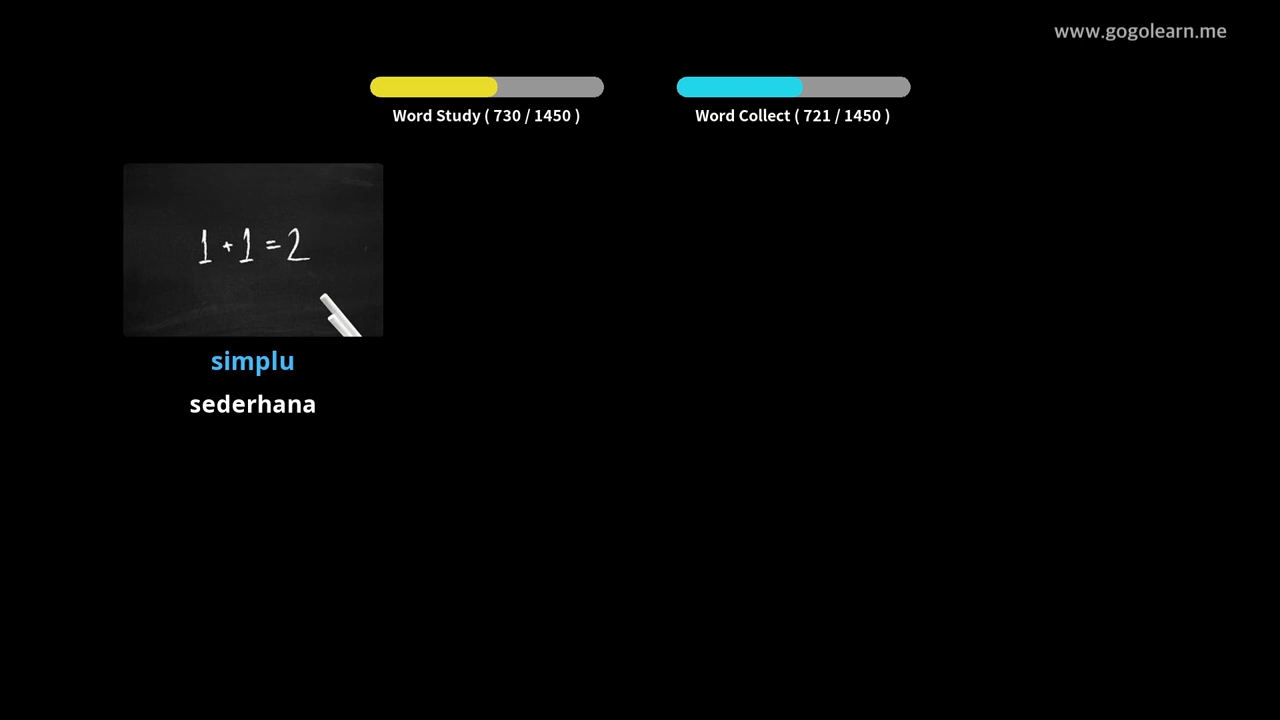 www.gogolearn.me
Word Study ( 730 / 1450 )
Word Collect ( 721 / 1450 )
1 + 1 = 2
simplu
sederhana